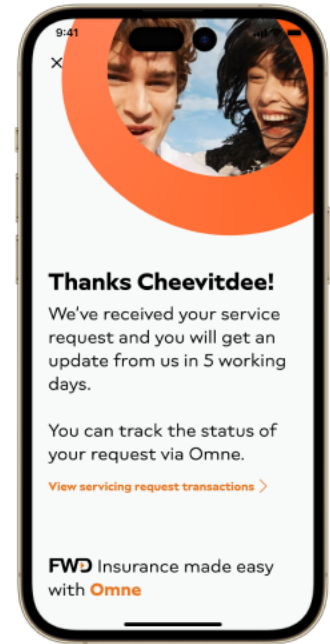 9:41
Thanks Cheevitdee!
We've received your service
request and you will get an
update from us in 5 working
days.
You can track the status of
your request via Omne.
View servicing request transactions
FWD Insurance made easy
with Omne